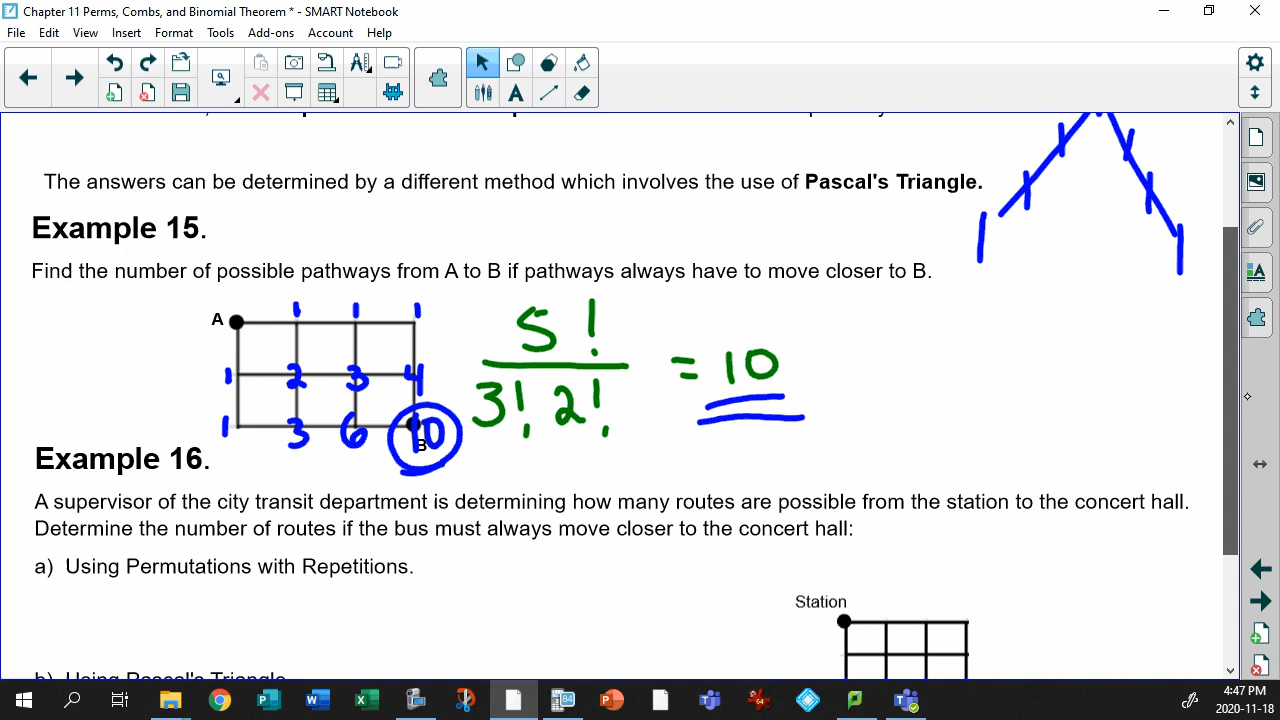 Chapter 11 Perms, Combs, and Binomial Theorem * - SMART Notebook
File Edit View Insert Format Tools Add-ons Account Help
The answers can be determined by a different method which involves the use of Pascal's Triangle.
Example 15.
Find the number of possible pathways from A to B if pathways always have to move closer to B.
A 1 1 1
1 2 3 4
1 3 6 10
B
5!
3! 2!
= 10
Example 16.
A supervisor of the city transit department is determining how many routes are possible from the station to the concert hall.
Determine the number of routes if the bus must always move closer to the concert hall:
a) Using Permutations with Repetitions.
Station
b) Using Pascal's Triangle
4:47 PM
2020-11-18